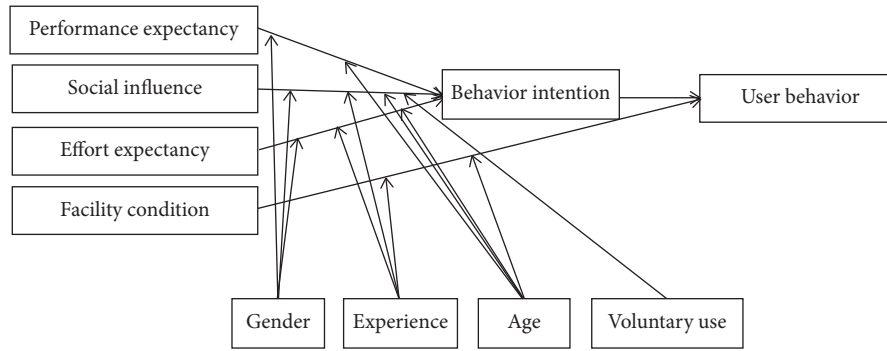 Performance expectancy
Social influence
Behavior intention
User behavior
Effort expectancy
Facility condition
Gender
Experience
Age
Voluntary use